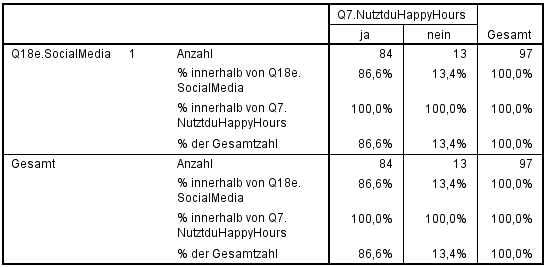 Q7.NutztduHappyHours
ja nein Gesamt
Q18e.SocialMedia 1 Anzahl 84 13 97
% innerhalb von Q18e. 86,6% 13,4% 100,0%
SocialMedia
% innerhalb von Q7. 100,0% 100,0% 100,0%
NutztduHappyHours
% der Gesamtzahl 86,6% 13,4% 100,0%
Gesamt Anzahl 84 13 97
% innerhalb von Q18e. 86,6% 13,4% 100,0%
SocialMedia
% innerhalb von Q7. 100,0% 100,0% 100,0%
NutztduHappyHours
% der Gesamtzahl 86,6% 13,4% 100,0%